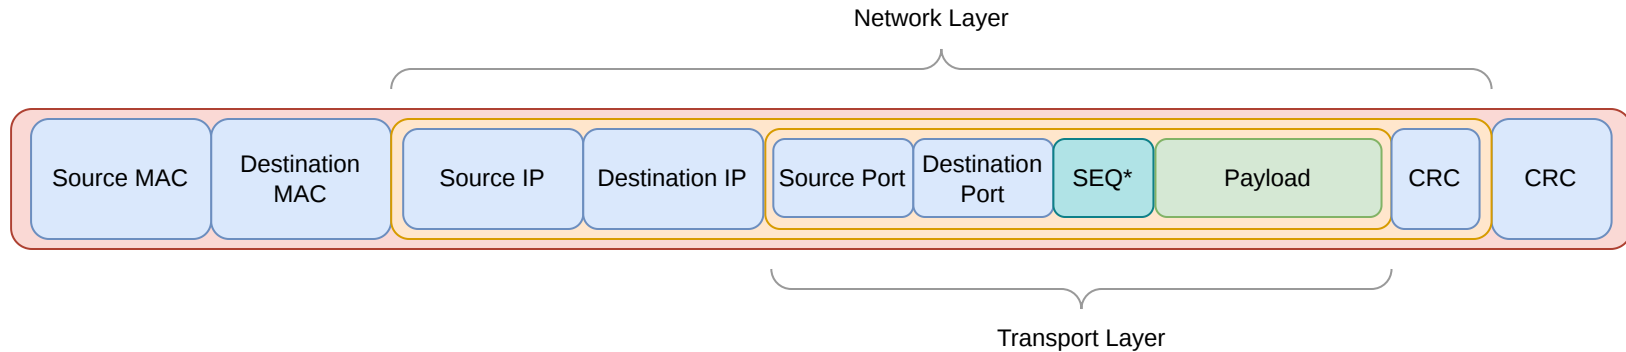 Network Layer
Source MAC
Destination
MAC
Source IP
Destination IP
Source Port
Destination
Port
SEQ*
Payload
CRC
CRC
Transport Layer